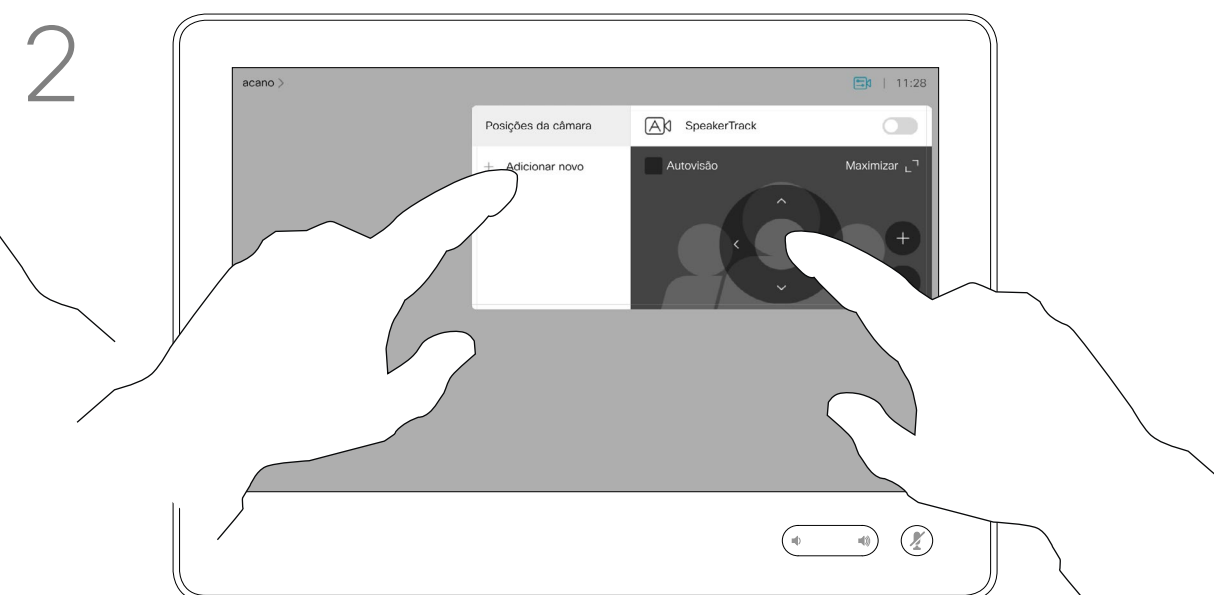 2
acano >
11:28
Posições da câmara
SpeakerTrack
+ Adicionar novo
Autovisão
Maximizar